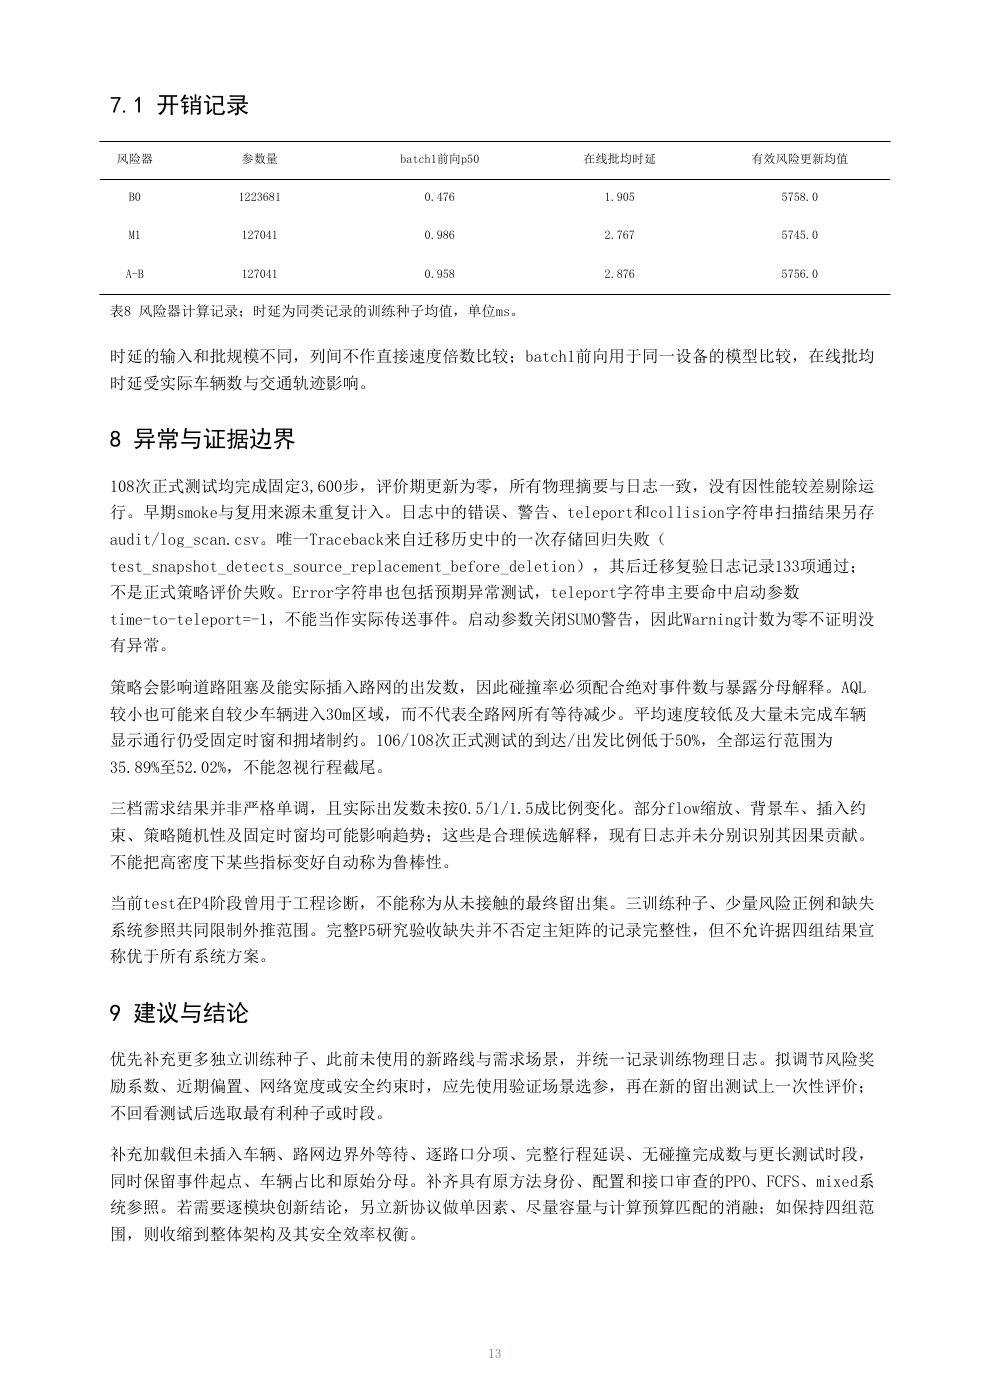 7.1 开销记录
风险器 参数量 batch1前向p50 在线批均时延 有效风险更新均值
B0 1223681 0.476 1.905 5758.0
M1 127041 0.986 2.767 5745.0
A-B 127041 0.958 2.876 5756.0
表8 风险器计算记录；时延为同类记录的训练种子均值，单位ms。
时延的输入和批规模不同，列间不作直接速度倍数比较；batch1前向用于同一设备的模型比较，在线批均
时延受实际车辆数与交通轨迹影响。
8 异常与证据边界
108次正式测试均完成固定3,600步，评价期更新为零，所有物理摘要与日志一致，没有因性能较差剔除运
行。早期smoke与复用来源未重复计入。日志中的错误、警告、teleport和collision字符串扫描结果另存
audit/log_scan.csv。唯一Traceback来自迁移历史中的一次存储回归失败（
test_snapshot_detects_source_replacement_before_deletion），其后迁移复验日志记录133项通过；
不是正式策略评价失败。Error字符串也包括预期异常测试，teleport字符串主要命中启动参数
time-to-teleport=-1，不能当作实际传送事件。启动参数关闭SUMO警告，因此Warning计数为零不证明没
有异常。
策略会影响道路阻塞及能实际插入路网的出发数，因此碰撞率必须配合绝对事件数与暴露分母解释。AQL
较小也可能来自较少车辆进入30m区域，而不代表全路网所有等待减少。平均速度较低及大量未完成车辆
显示通行仍受固定时窗和拥堵制约。106/108次正式测试的到达/出发比例低于50%，全部运行范围为
35.89%至52.02%，不能忽视行程截尾。
三档需求结果并非严格单调，且实际出发数未按0.5/1/1.5成比例变化。部分flow缩放、背景车、插入约
束、策略随机性及固定时窗均可能影响趋势；这些是合理候选解释，现有日志并未分别识别其因果贡献。
不能把高密度下某些指标变好自动称为鲁棒性。
当前test在P4阶段曾用于工程诊断，不能称为从未接触的最终留出集。三训练种子、少量风险正例和缺失
系统参照共同限制外推范围。完整P5研究验收缺失并不否定主矩阵的记录完整性，但不允许据四组结果宣
称优于所有系统方案。
9 建议与结论
优先补充更多独立训练种子、此前未使用的新路线与需求场景，并统一记录训练物理日志。拟调节风险奖
励系数、近期偏置、网络宽度或安全约束时，应先使用验证场景选参，再在新的留出测试上一次性评价；
不回看测试后选取最有利种子或时段。
补充加载但未插入车辆、路网边界外等待、逐路口分项、完整行程延误、无碰撞完成数与更长测试时段，
同时保留事件起点、车辆占比和原始分母。补齐具有原方法身份、配置和接口审查的PPO、FCFS、mixed系
统参照。若需要逐模块创新结论，另立新协议做单因素、尽量容量与计算预算匹配的消融；如保持四组范
围，则收缩到整体架构及其安全效率权衡。
13